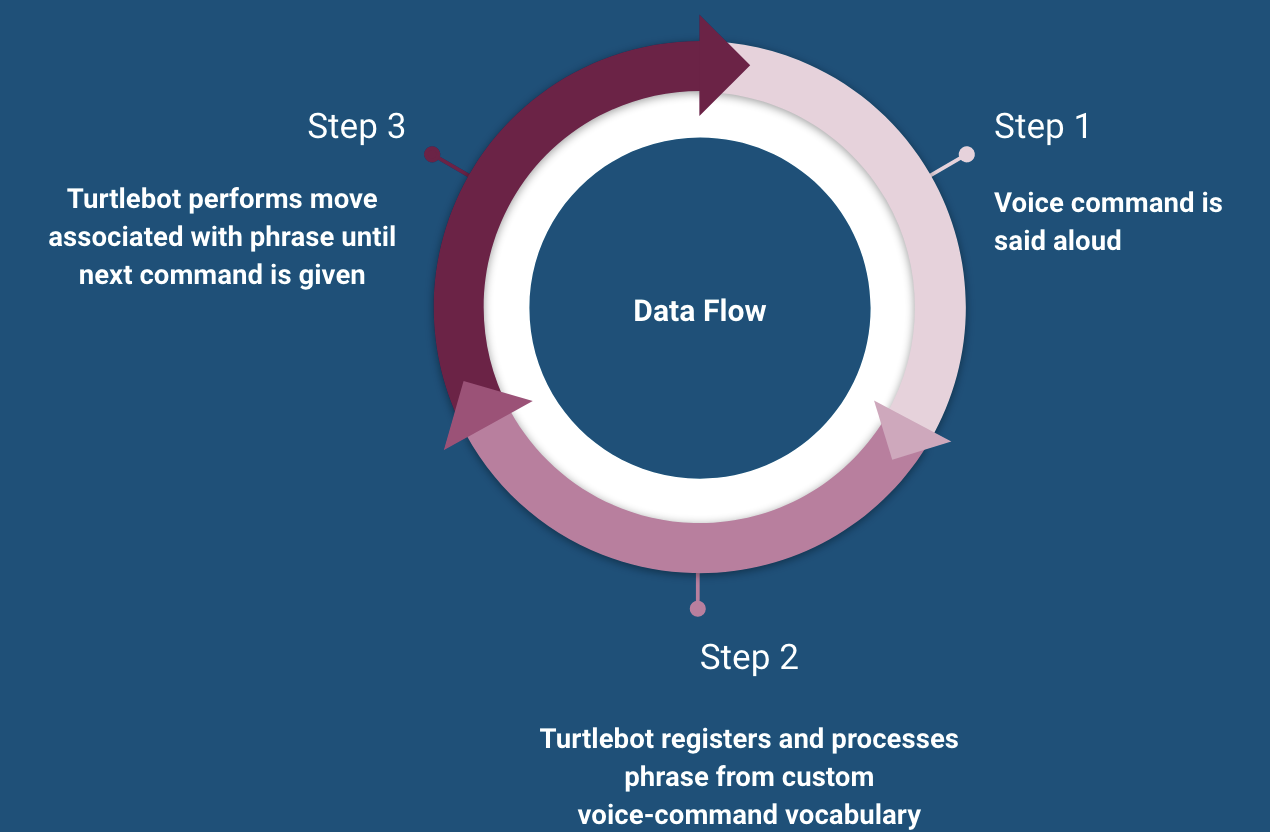 Step 1
Voice command is
said aloud
Step 2
Turtlebot registers and processes
phrase from custom
voice-command vocabulary
Step 3
Turtlebot performs move
associated with phrase until
next command is given
Data Flow